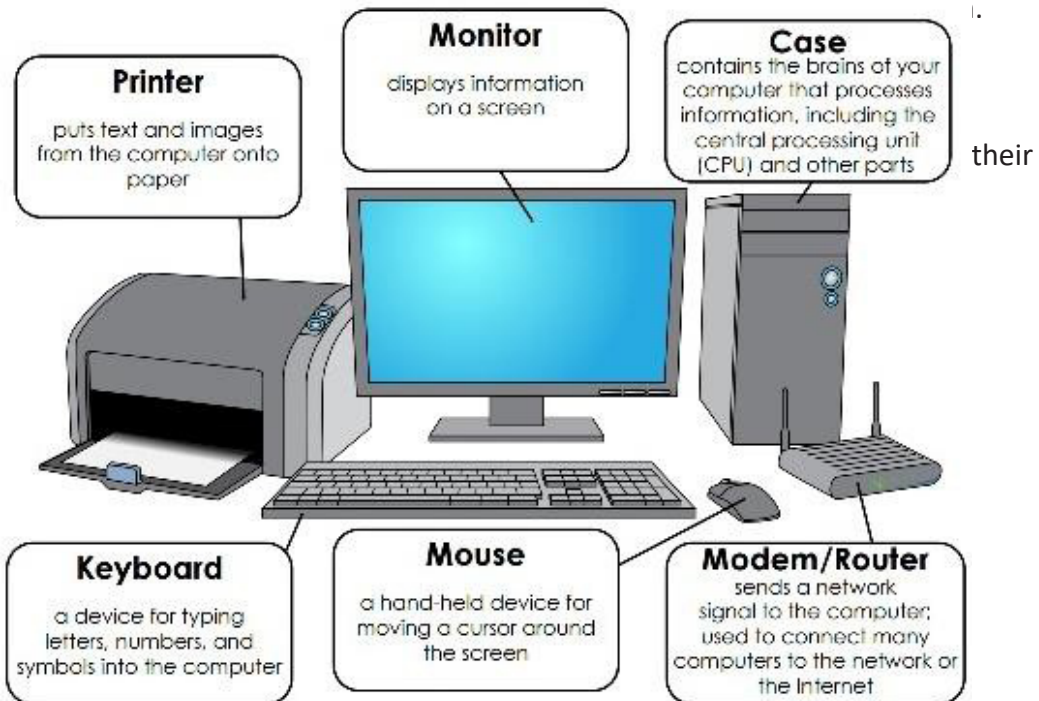 Printer
puts text and images
from the computer onto
paper
Monitor
displays information
on a screen
Case
contains the brains of your
computer that processes
information, including the
central processing unit
(CPU) and other parts
their
Keyboard
a device for typing
letters, numbers, and
symbols into the computer
Mouse
a hand-held device for
moving a cursor around
the screen
Modem/Router
sends a network
signal to the computer;
used to connect many
computers to the network or
the Internet